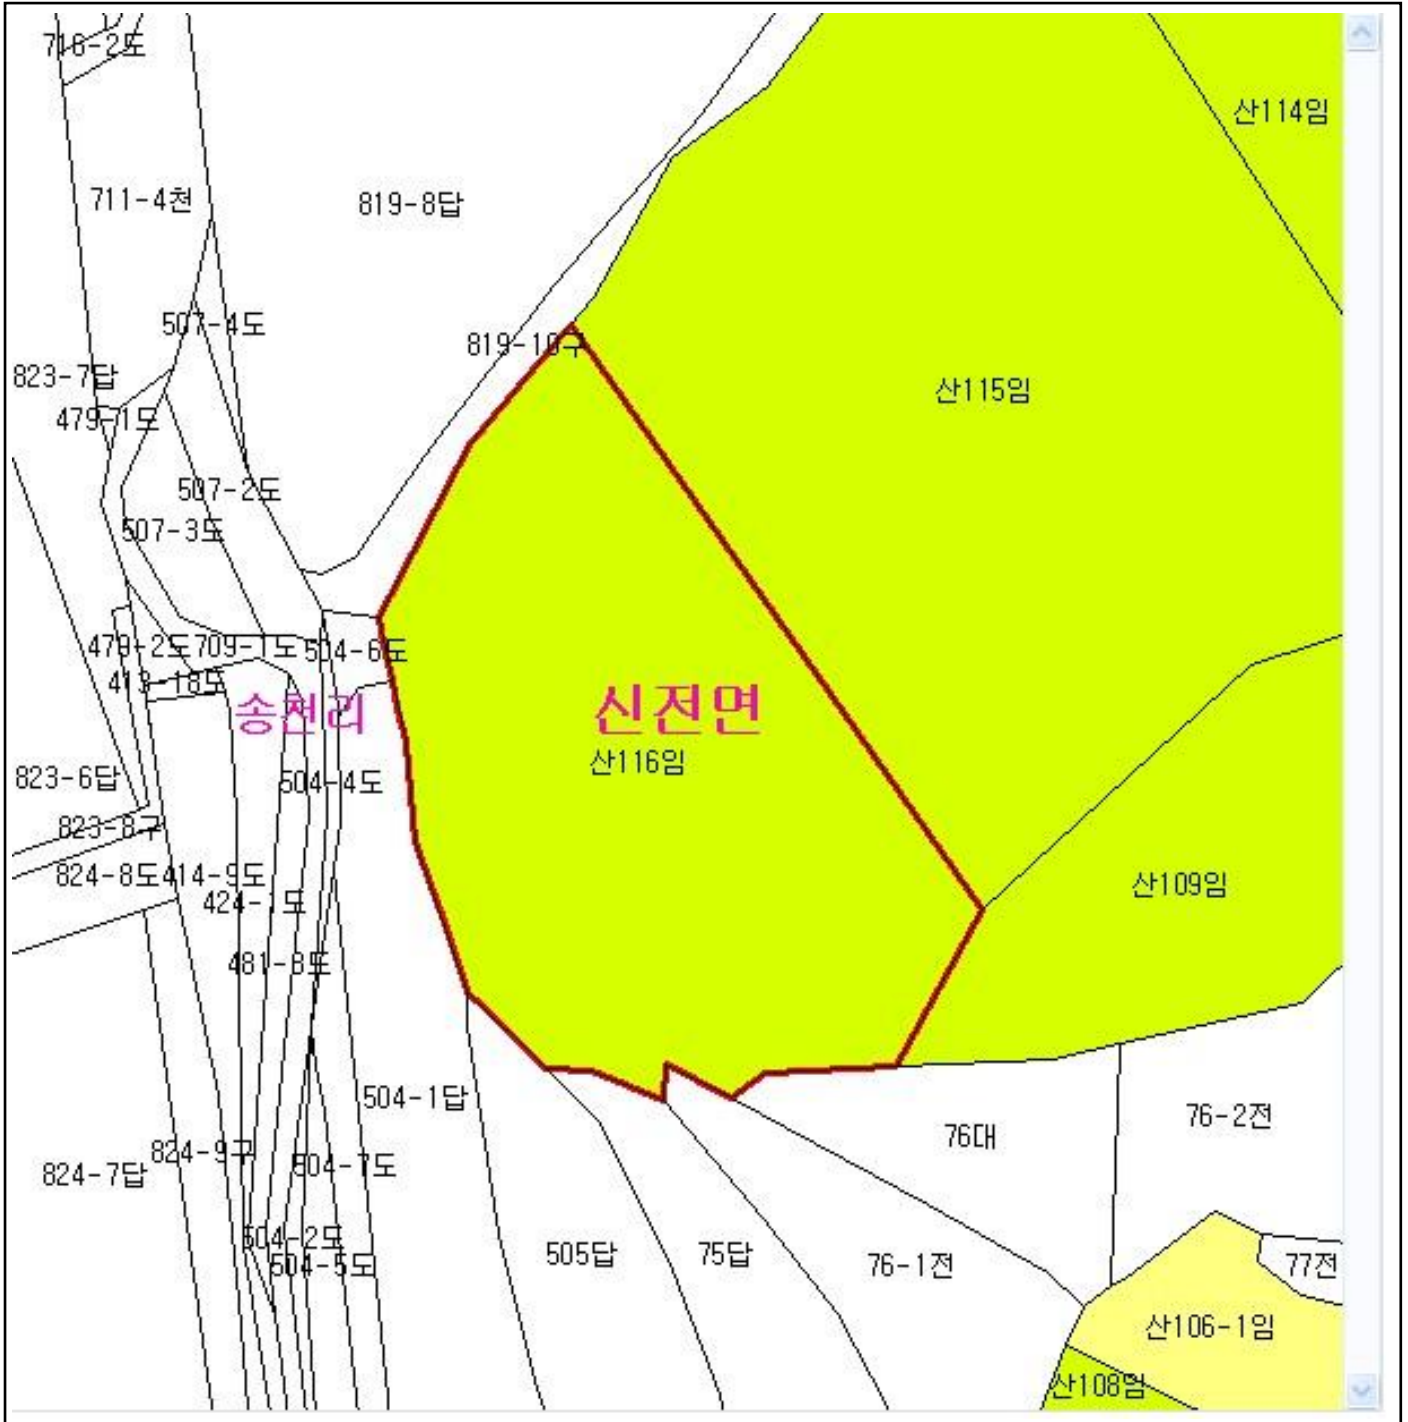 716-2도
산114임
711-4천
819-8답
507-4도
819-10구
823-7답
산115임
479-1도
507-2도
507-3도
479-2도
709-1도
504-6도
413-18도
송천리
신전면
산116임
823-6답
504-4도
823-8구
824-8도
414-9도
산109임
424-1도
481-8도
504-1답
76-2전
76대
824-9구
504-7도
824-7답
504-2도
505답
75답
76-1전
504-5도
77전
산106-1임
산108임